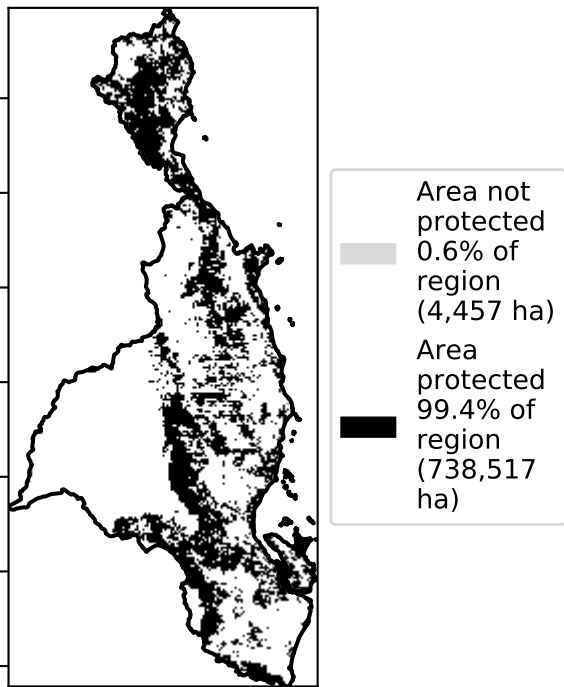 Area not
protected
0.6% of
region
(4,457 ha)
Area
protected
99.4% of
region
(738,517
ha)